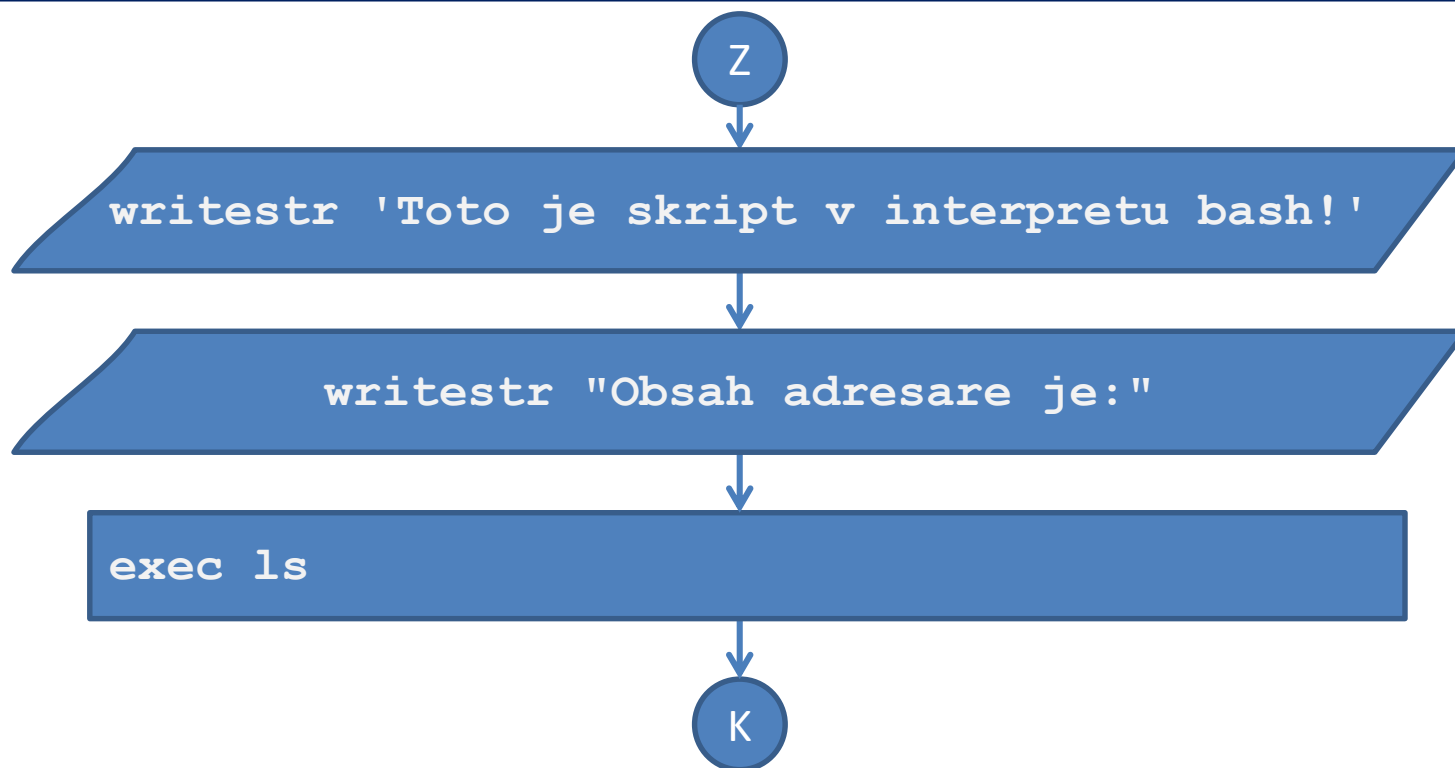 Z
writestr 'Toto je skript v interpretu bash!'
writestr "Obsah adresare je:"
exec ls
K